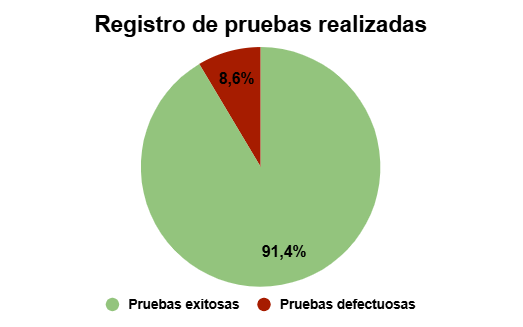 Registro de pruebas realizadas
8,6%
91,4%
Pruebas exitosas
Pruebas defectuosas